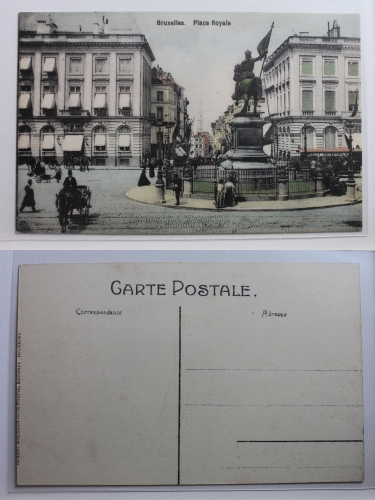 Bruxelles. Place Royale
CARTE POSTALE.
Correspondance
Adresse